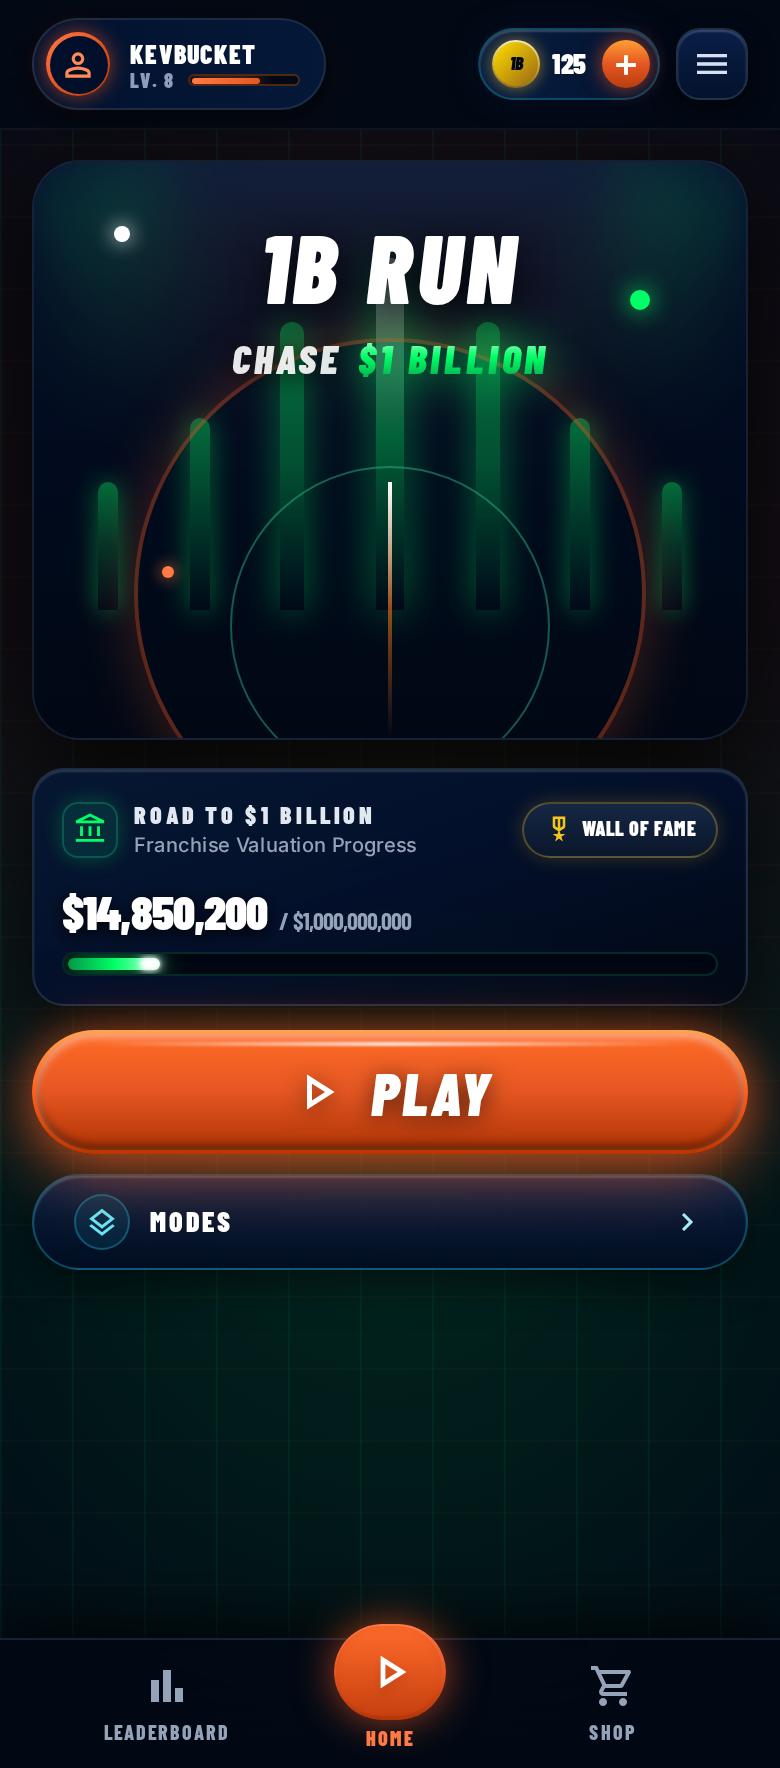 KEVBUCKET
LV. 8
1B
125
1B RUN
CHASE $1 BILLION
ROAD TO $1 BILLION
Franchise Valuation Progress
WALL OF FAME
$14,850,200 / $1,000,000,000
PLAY
MODES
LEADERBOARD
HOME
SHOP